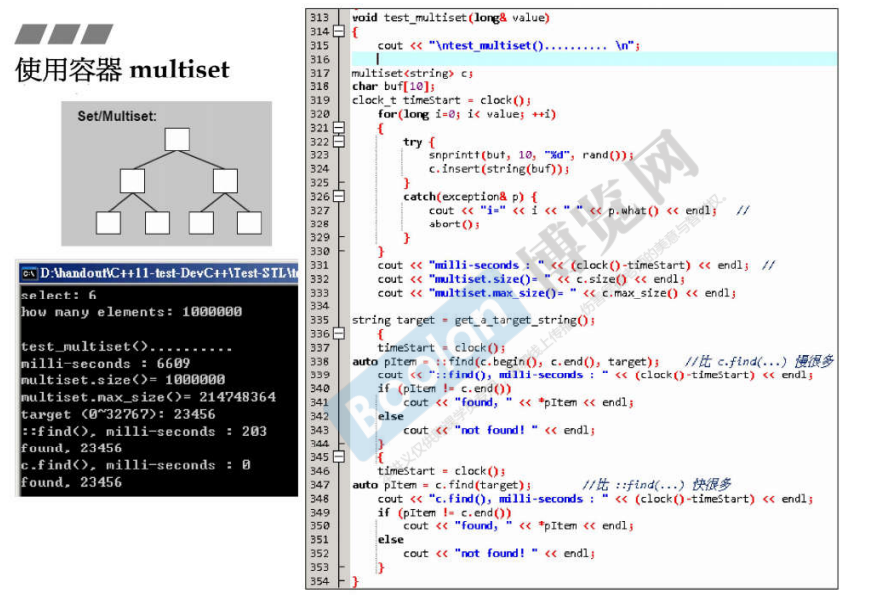 使用容器 multiset
Set/Multiset:
D:\handout\C++11-test-DevC++\Test-STL\t
select: 6
how many elements: 1000000
test_multiset()..........
milli-seconds : 6609
multiset.size()= 1000000
multiset.max_size()= 214748364
target (0~32767): 23456
::find(), milli-seconds : 203
found, 23456
c.find(), milli-seconds : 0
found, 23456
313 void test_multiset(long& value)
314 {
315 cout << "\ntest_multiset().......... \n";
316
317 multiset<string> c;
318 char buf[10];
319 clock_t timeStart = clock();
320 for(long i=0; i< value; ++i)
321 {
322 try {
323 snprintf(buf, 10, "%d", rand());
324 c.insert(string(buf));
325 }
326 catch(exception& p) {
327 cout << "i=" << i << " " << p.what() << endl; //
328 abort();
329 }
330 }
331 cout << "milli-seconds : " << (clock()-timeStart) << endl; //
332 cout << "multiset.size()= " << c.size() << endl;
333 cout << "multiset.max_size()= " << c.max_size() << endl;
334
335 string target = get_a_target_string();
336 {
337 timeStart = clock();
338 auto pItem = ::find(c.begin(), c.end(), target); //比 c.find(...) 慢很多
339 cout << "::find(), milli-seconds : " << (clock()-timeStart) << endl;
340 if (pItem != c.end())
341 cout << "found, " << *pItem << endl;
342 else
343 cout << "not found! " << endl;
344 }
345 {
346 timeStart = clock();
347 auto pItem = c.find(target); //比 ::find(...) 快很多
348 cout << "c.find(), milli-seconds : " << (clock()-timeStart) << endl;
349 if (pItem != c.end())
350 cout << "found, " << *pItem << endl;
351 else
352 cout << "not found! " << endl;
353 }
354 }
Boolan
博览网